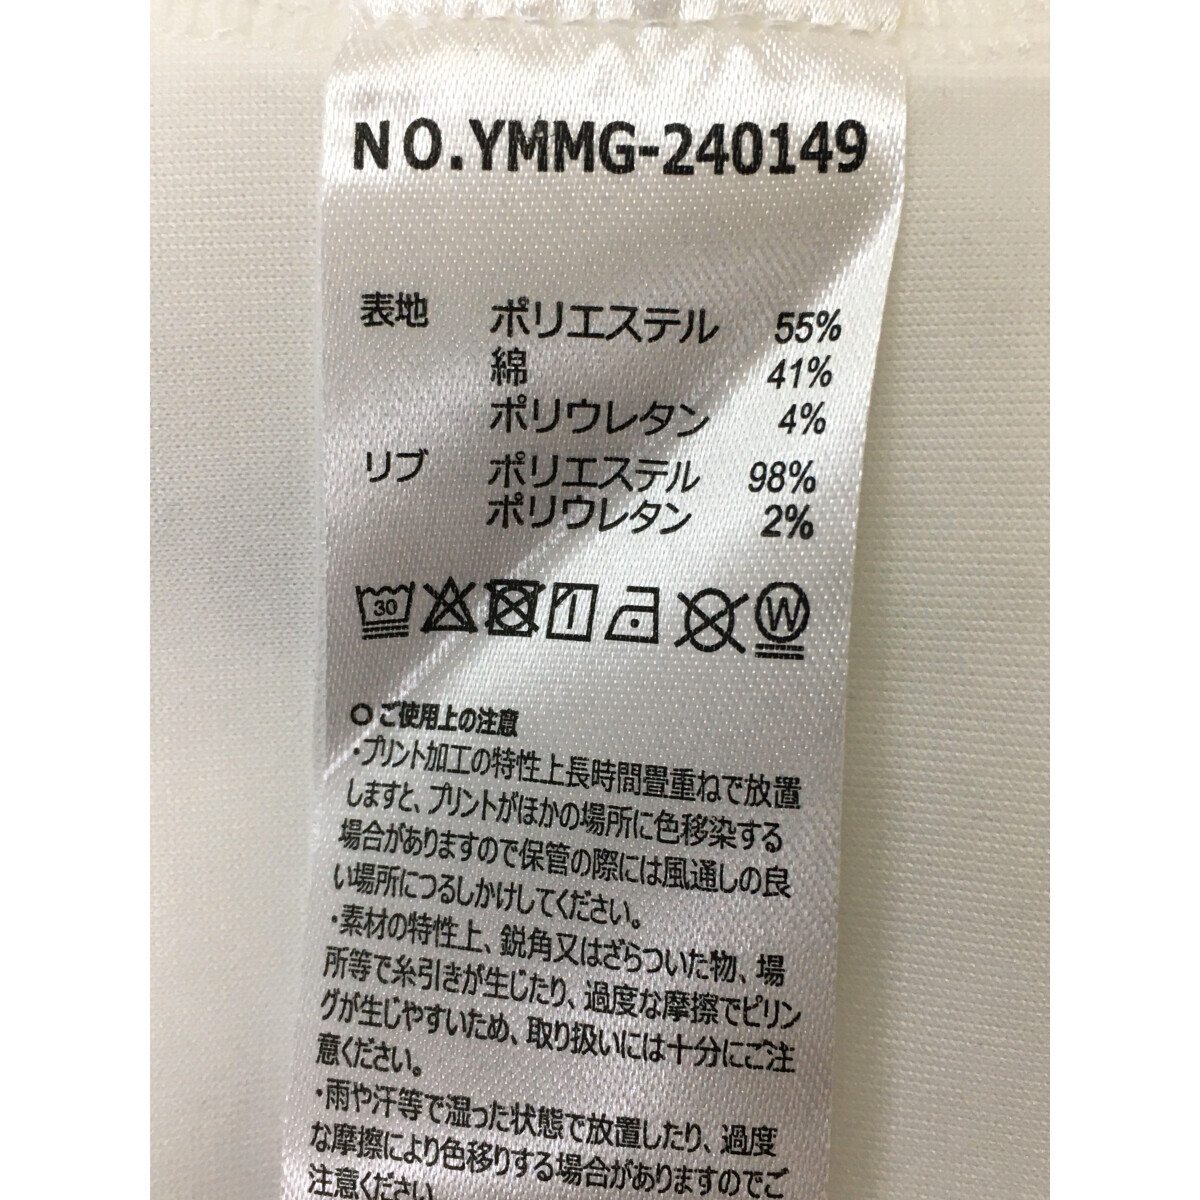 NO.YMMG-240149
表地 ポリエステル 55%
綿 41%
ポリウレタン 4%
リブ ポリエステル 98%
ポリウレタン 2%
30 W
○ ご使用上の注意
・プリント加工の特性上長時間畳重ねで放置
しますと、プリントがほかの場所に色移染する
場合がありますので保管の際には風通しの良
い場所につるしかけしてください。
・素材の特性上、鋭角又はざらついた物、場
所等で糸引きが生じたり、過度な摩擦でピリン
グが生じやすいため、取り扱いには十分にご注
意ください。
・雨や汗等で湿った状態で放置したり、過度
な摩擦により色移りする場合がありますのでご
注意ください。